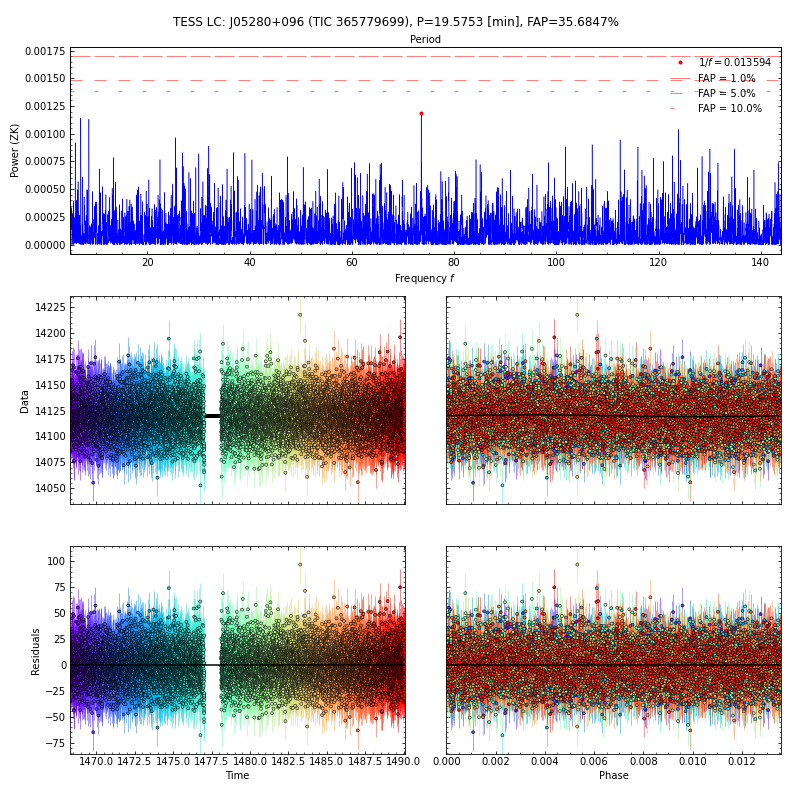 TESS LC: J05280+096 (TIC 365779699), P=19.5753 [min], FAP=35.6847%
Period
0.00175
0.00150
0.00125
0.00100
0.00075
0.00050
0.00025
0.00000
Power (ZK)
1/f = 0.013594
FAP = 1.0%
FAP = 5.0%
FAP = 10.0%
20 40 60 80 100 120 140
Frequency f
14225
14200
14175
14150
14125
14100
14075
14050
Data
100
75
50
25
0
−25
−50
−75
Residuals
1470.0 1472.5 1475.0 1477.5 1480.0 1482.5 1485.0 1487.5 1490.0
Time
0.000 0.002 0.004 0.006 0.008 0.010 0.012
Phase